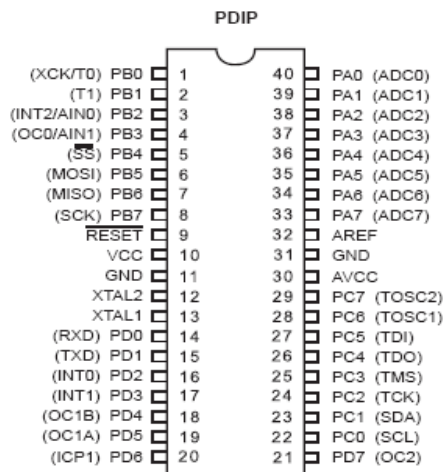 PDIP
(XCK/T0) PB0 1 40 PA0 (ADC0)
(T1) PB1 2 39 PA1 (ADC1)
(INT2/AIN0) PB2 3 38 PA2 (ADC2)
(OC0/AIN1) PB3 4 37 PA3 (ADC3)
(SS) PB4 5 36 PA4 (ADC4)
(MOSI) PB5 6 35 PA5 (ADC5)
(MISO) PB6 7 34 PA6 (ADC6)
(SCK) PB7 8 33 PA7 (ADC7)
RESET 9 32 AREF
VCC 10 31 GND
GND 11 30 AVCC
XTAL2 12 29 PC7 (TOSC2)
XTAL1 13 28 PC6 (TOSC1)
(RXD) PD0 14 27 PC5 (TDI)
(TXD) PD1 15 26 PC4 (TDO)
(INT0) PD2 16 25 PC3 (TMS)
(INT1) PD3 17 24 PC2 (TCK)
(OC1B) PD4 18 23 PC1 (SDA)
(OC1A) PD5 19 22 PC0 (SCL)
(ICP1) PD6 20 21 PD7 (OC2)